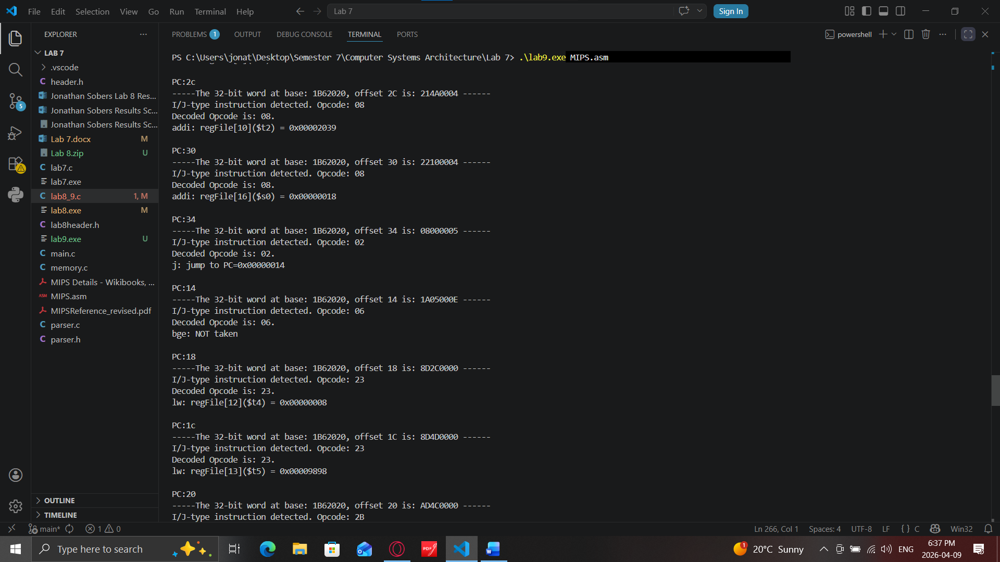 File Edit Selection View Go Run Terminal Help
Lab 7
Sign In
EXPLORER
LAB 7
.vscode
header.h
Jonathan Sobers Lab 8 Res...
Jonathan Sobers Results Sc...
Jonathan Sobers Results Sc...
Lab 7.docx M
Lab 8.zip U
lab7.c
lab7.exe
lab8_9.c 1, M
lab8.exe M
lab8header.h
lab9.exe U
main.c
memory.c
MIPS Details - Wikibooks, ...
MIPS.asm
MIPSReference_revised.pdf
parser.c
parser.h
OUTLINE
TIMELINE
PROBLEMS 1 OUTPUT DEBUG CONSOLE TERMINAL PORTS
powershell
PS C:\Users\jonat\Desktop\Semester 7\Computer Systems Architecture\Lab 7> .\lab9.exe MIPS.asm
PC:2c
-----The 32-bit word at base: 1B62020, offset 2C is: 214A0004 ------
I/J-type instruction detected. Opcode: 08
Decoded Opcode is: 08.
addi: regFile[10]($t2) = 0x00002039
PC:30
-----The 32-bit word at base: 1B62020, offset 30 is: 22100004 ------
I/J-type instruction detected. Opcode: 08
Decoded Opcode is: 08.
addi: regFile[16]($s0) = 0x00000018
PC:34
-----The 32-bit word at base: 1B62020, offset 34 is: 08000005 ------
I/J-type instruction detected. Opcode: 02
Decoded Opcode is: 02.
j: jump to PC=0x00000014
PC:14
-----The 32-bit word at base: 1B62020, offset 14 is: 1A05000E ------
I/J-type instruction detected. Opcode: 06
Decoded Opcode is: 06.
bge: NOT taken
PC:18
-----The 32-bit word at base: 1B62020, offset 18 is: 8D2C0000 ------
I/J-type instruction detected. Opcode: 23
Decoded Opcode is: 23.
lw: regFile[12]($t4) = 0x00000008
PC:1c
-----The 32-bit word at base: 1B62020, offset 1C is: 8D4D0000 ------
I/J-type instruction detected. Opcode: 23
Decoded Opcode is: 23.
lw: regFile[13]($t5) = 0x00009898
PC:20
-----The 32-bit word at base: 1B62020, offset 20 is: AD4C0000 ------
I/J-type instruction detected. Opcode: 2B
main* 1 0
Ln 266, Col 1 Spaces: 4 UTF-8 LF { } C Win32
Type here to search
20°C Sunny
ENG
6:37 PM
2026-04-09